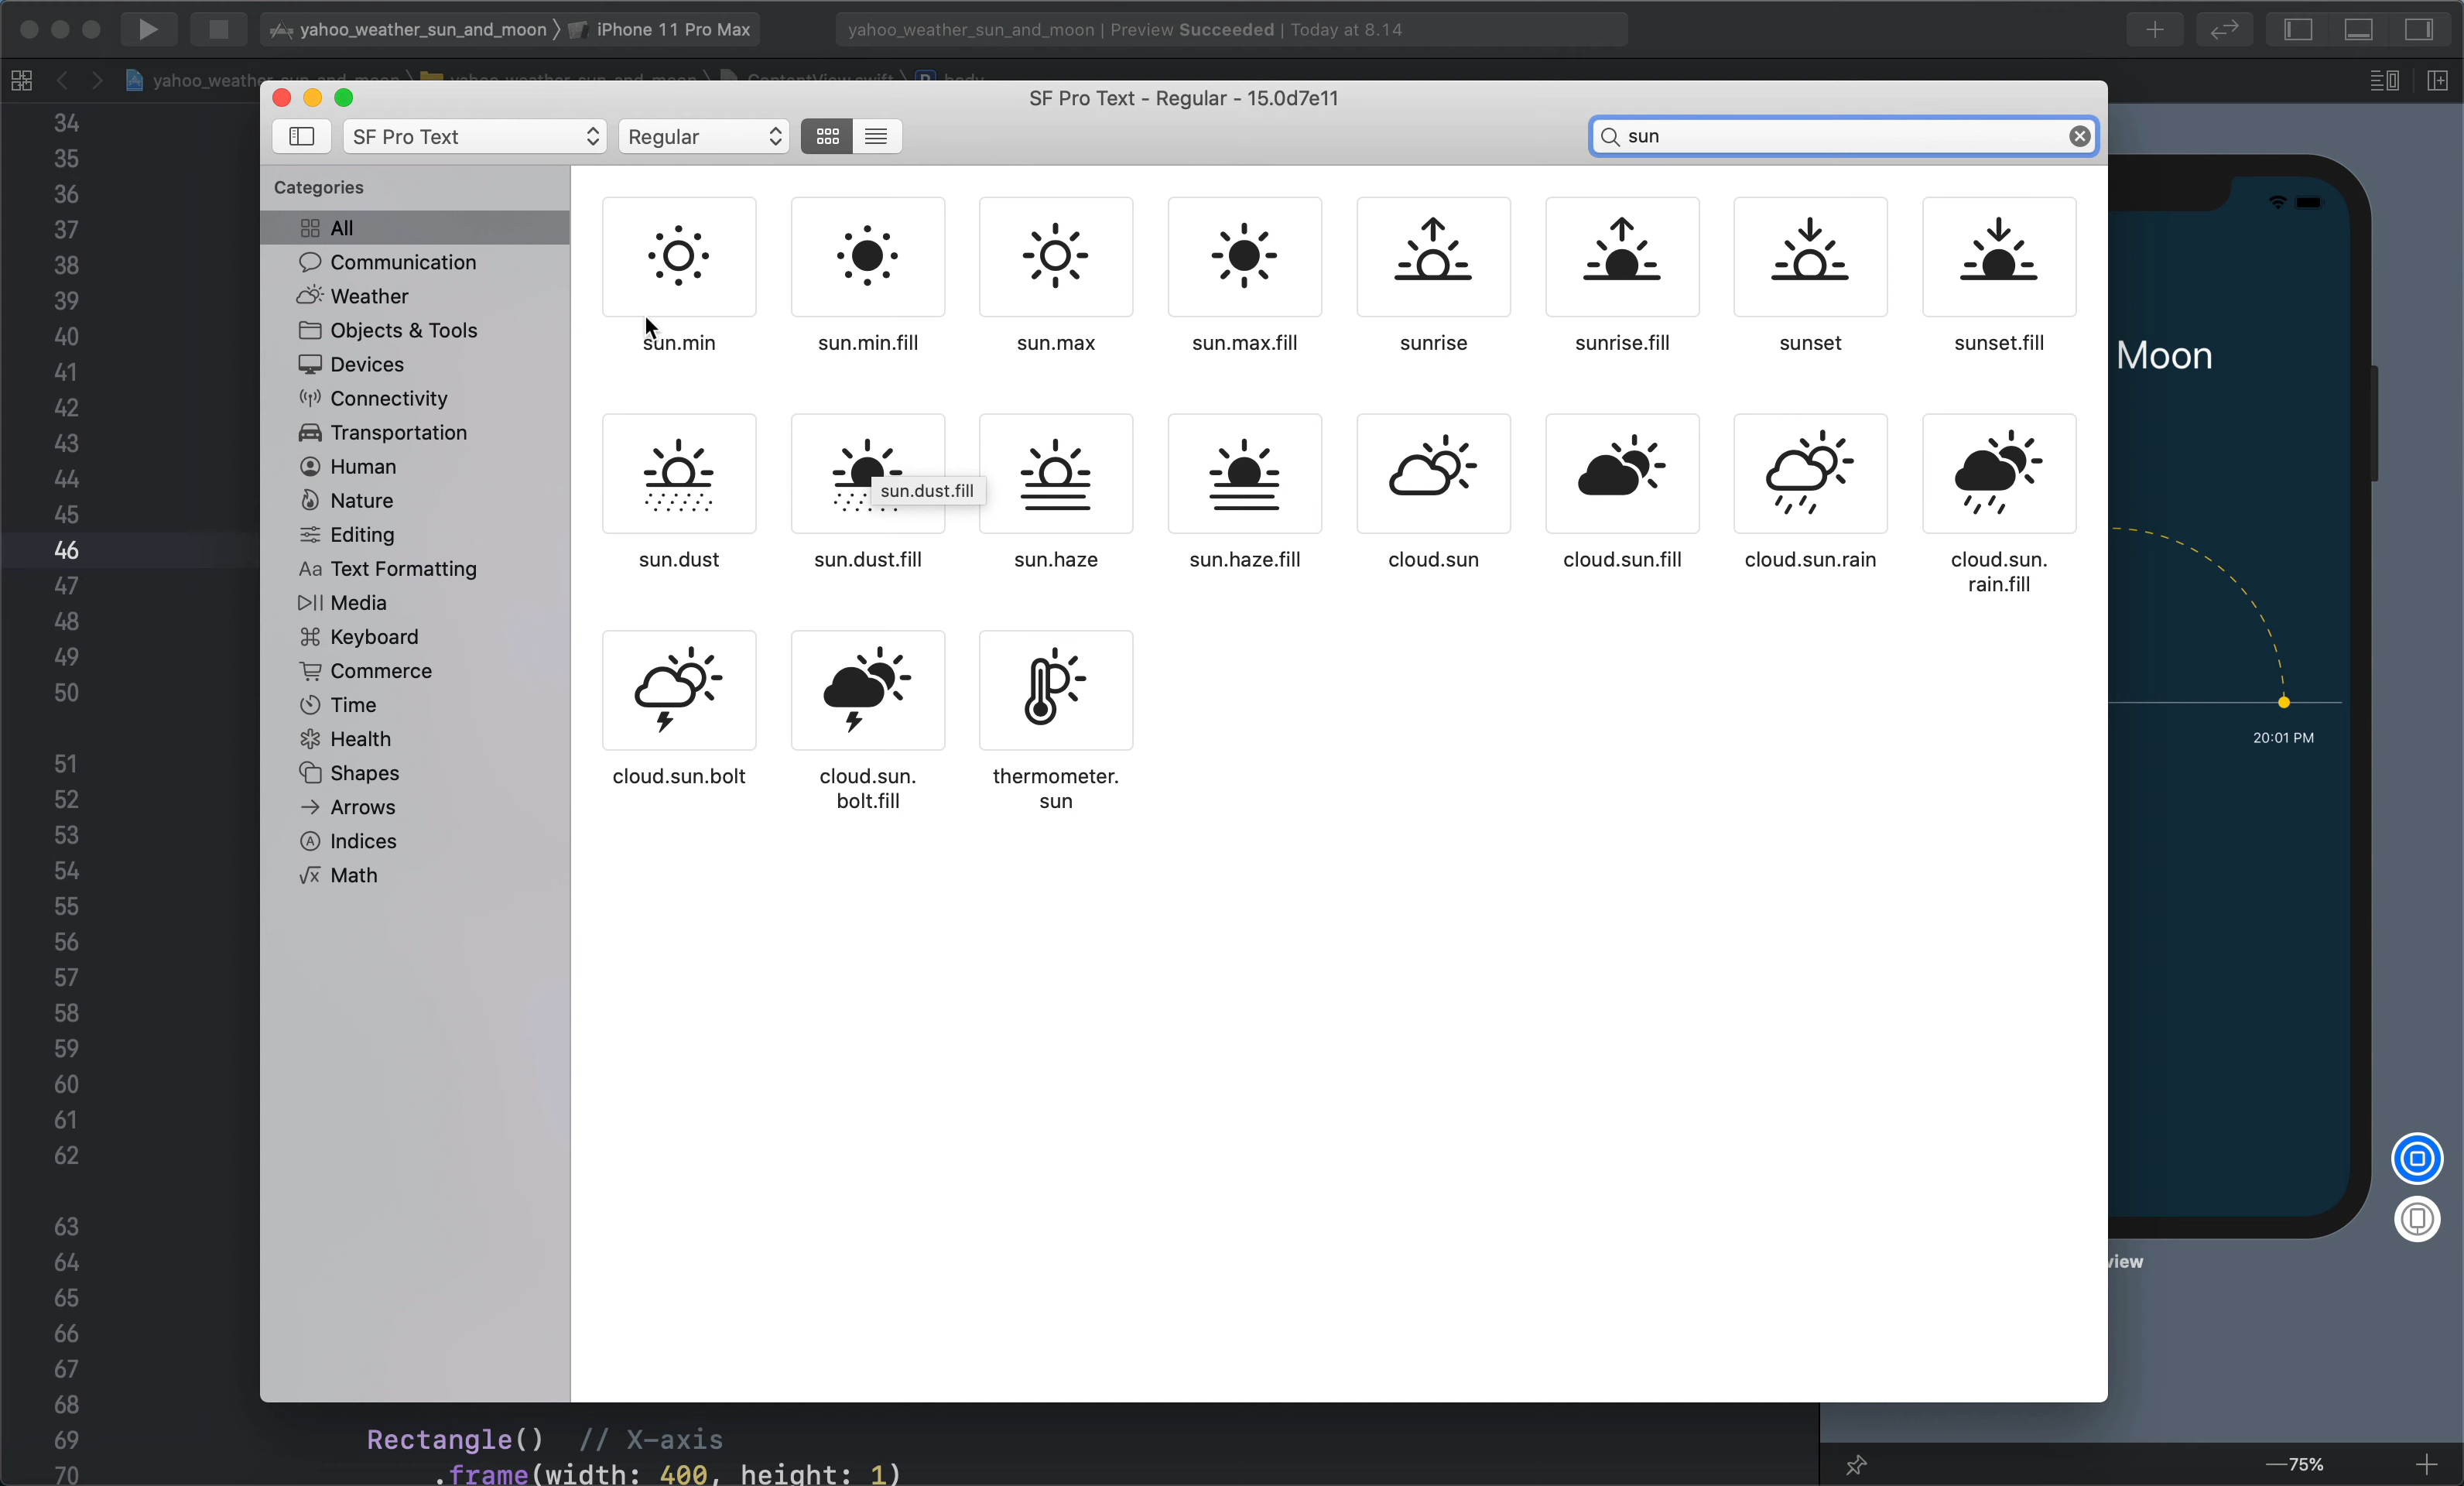 yahoo_weather_sun_and_moon 〉 iPhone 11 Pro Max
yahoo_weather_sun_and_moon | Preview Succeeded | Today at 8.14
SF Pro Text - Regular - 15.0d7e11
SF Pro Text
Regular
sun
Categories
All
Communication
Weather
Objects & Tools
Devices
Connectivity
Transportation
Human
Nature
Editing
Aa Text Formatting
Media
Keyboard
Commerce
Time
Health
Shapes
Arrows
Indices
Math
sun.min
sun.min.fill
sun.max
sun.max.fill
sunrise
sunrise.fill
sunset
sunset.fill
sun.dust.fill
sun.dust
sun.dust.fill
sun.haze
sun.haze.fill
cloud.sun
cloud.sun.fill
cloud.sun.rain
cloud.sun.
rain.fill
cloud.sun.bolt
cloud.sun.
bolt.fill
thermometer.
sun
34
35
36
37
38
39
40
41
42
43
44
45
46
47
48
49
50
51
52
53
54
55
56
57
58
59
60
61
62
63
64
65
66
67
68
69
70
Rectangle() // X-axis
.frame(width: 400, height: 1)
Moon
20:01 PM
view
75%